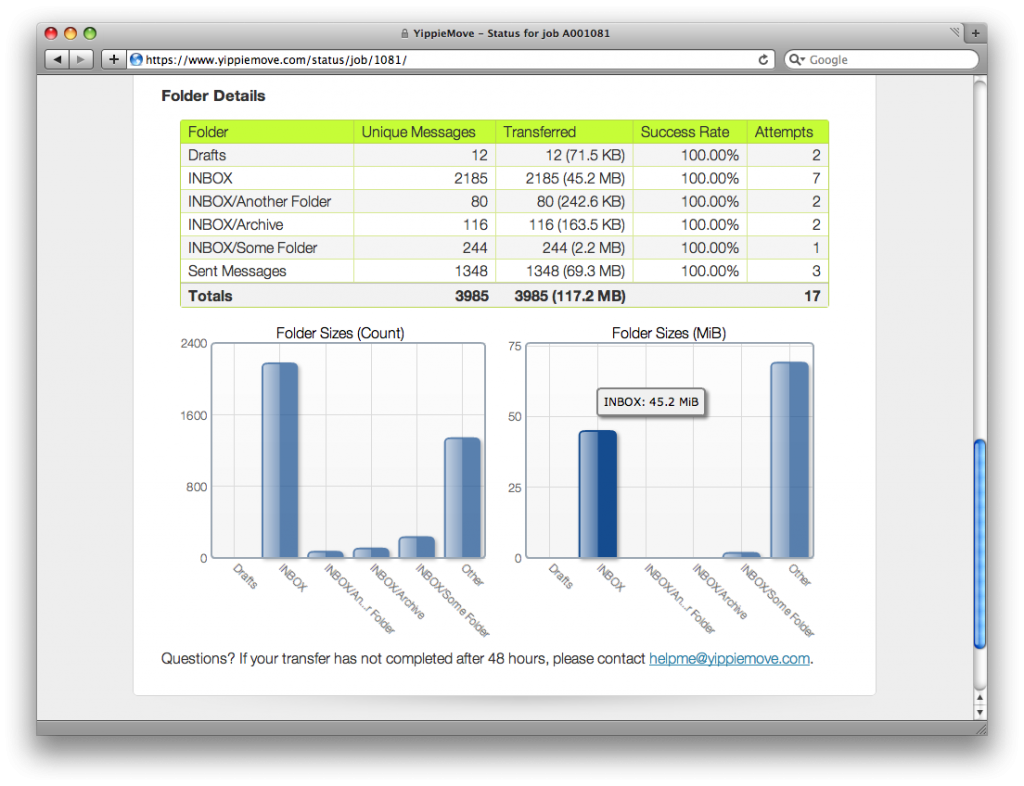 YippieMove – Status for job A001081
https://www.yippiemove.com/status/job/1081/
Google
Folder Details
Folder Unique Messages Transferred Success Rate Attempts
Drafts 12 12 (71.5 KB) 100.00% 2
INBOX 2185 2185 (45.2 MB) 100.00% 7
INBOX/Another Folder 80 80 (242.6 KB) 100.00% 2
INBOX/Archive 116 116 (163.5 KB) 100.00% 2
INBOX/Some Folder 244 244 (2.2 MB) 100.00% 1
Sent Messages 1348 1348 (69.3 MB) 100.00% 3
Totals 3985 3985 (117.2 MB) 17
Folder Sizes (Count)
2400
1600
800
0
Drafts
INBOX
INBOX/An...r Folder
INBOX/Archive
INBOX/Some Folder
Other
Folder Sizes (MiB)
75
50
25
0
INBOX: 45.2 MiB
Drafts
INBOX
INBOX/An...r Folder
INBOX/Archive
INBOX/Some Folder
Other
Questions? If your transfer has not completed after 48 hours, please contact helpme@yippiemove.com.